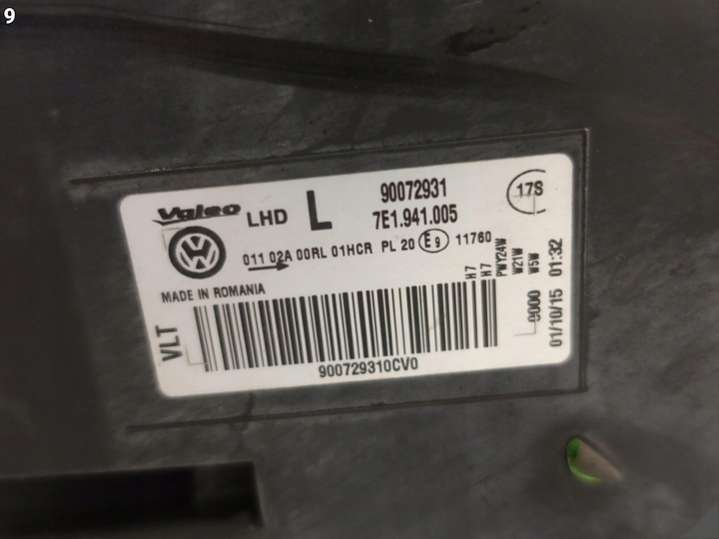 9
Valeo LHD L 90072931
7E1.941.005
17S
011 02A 00RL 01HCR PL 20 E9 11760
MADE IN ROMANIA
H7
H7
PWY24W
W21W
W5W
0000
01/10/15 01:32
VLT
900729310CV0